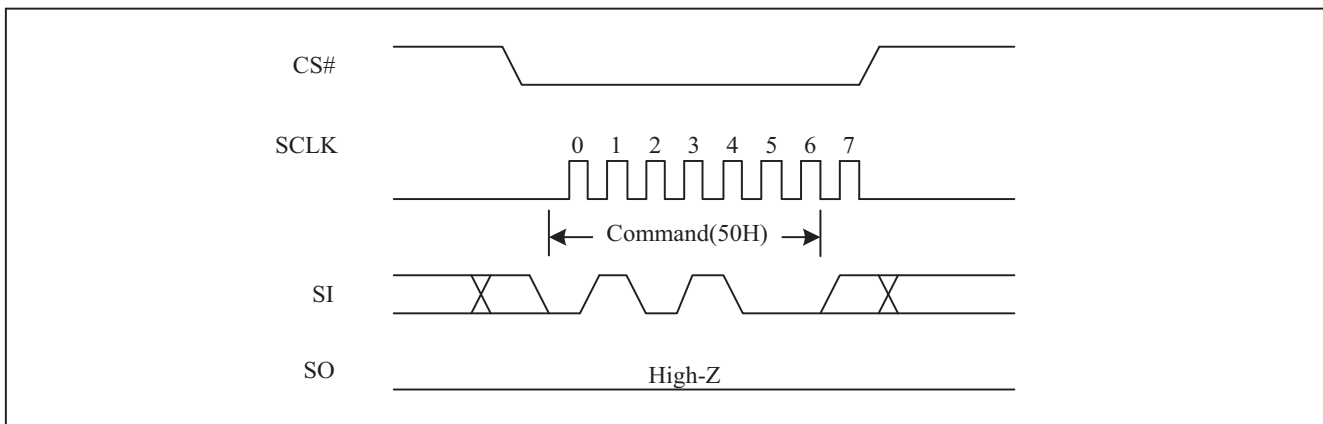 CS#
SCLK
0 1 2 3 4 5 6 7
Command(50H)
SI
SO
High-Z